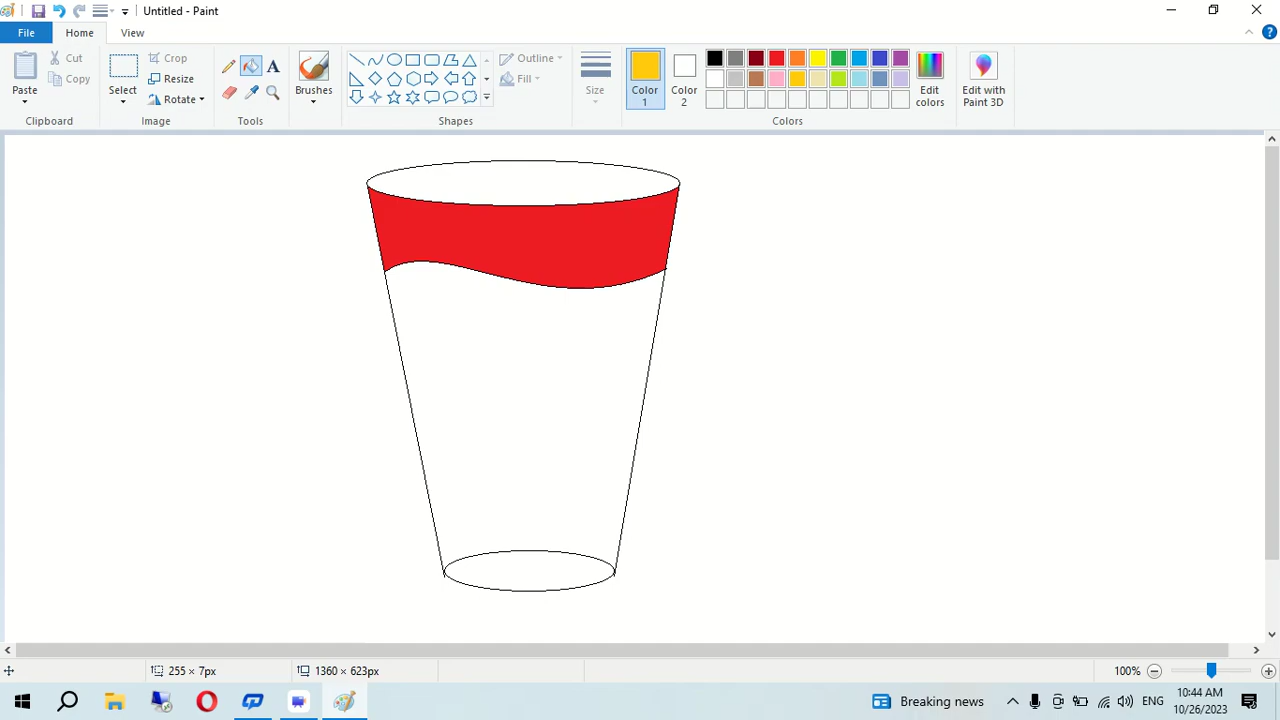 Untitled - Paint
File
Home
View
Paste
Cut
Copy
Clipboard
Select
Crop
Resize
Rotate
Image
A
Tools
Brushes
Outline
Fill
Shapes
Size
Color 1
Color 2
Edit colors
Colors
Edit with Paint 3D
255 × 7px
1360 × 623px
100%
Breaking news
ENG
10:44 AM
10/26/2023